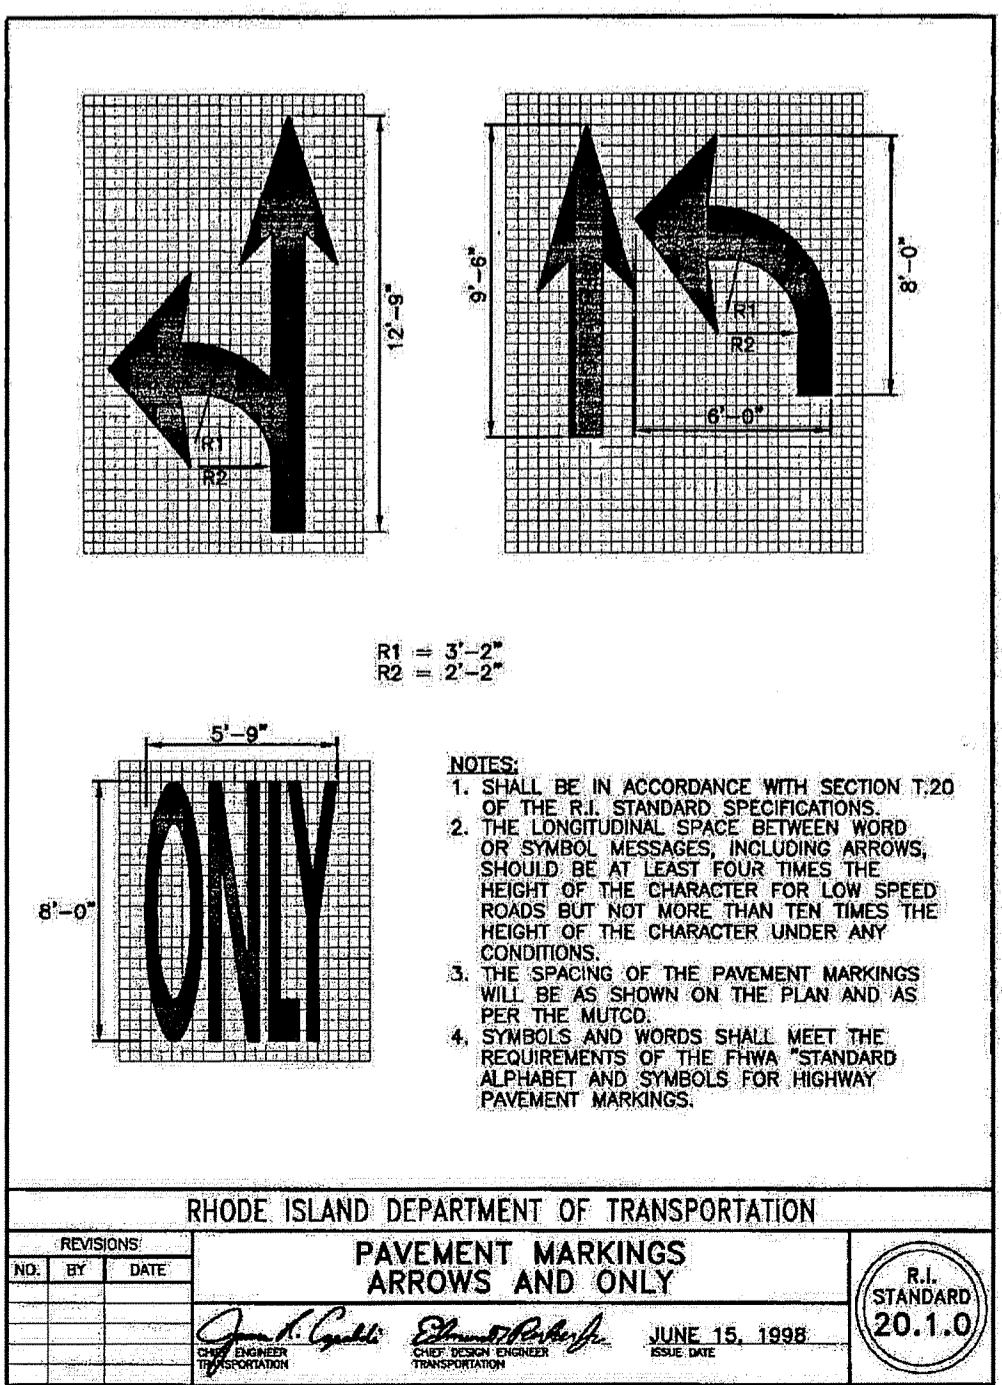 12'-9"
R1
R2
9'-6"
8'-0"
R1
R2
6'-0"
R1 = 3'-2"
R2 = 2'-2"
5'-9"
8'-0"
ONLY
NOTES:
1. SHALL BE IN ACCORDANCE WITH SECTION T.20
OF THE R.I. STANDARD SPECIFICATIONS.
2. THE LONGITUDINAL SPACE BETWEEN WORD
OR SYMBOL MESSAGES, INCLUDING ARROWS,
SHOULD BE AT LEAST FOUR TIMES THE
HEIGHT OF THE CHARACTER FOR LOW SPEED
ROADS BUT NOT MORE THAN TEN TIMES THE
HEIGHT OF THE CHARACTER UNDER ANY
CONDITIONS.
3. THE SPACING OF THE PAVEMENT MARKINGS
WILL BE AS SHOWN ON THE PLAN AND AS
PER THE MUTCD.
4. SYMBOLS AND WORDS SHALL MEET THE
REQUIREMENTS OF THE FHWA "STANDARD
ALPHABET AND SYMBOLS FOR HIGHWAY
PAVEMENT MARKINGS.
RHODE ISLAND DEPARTMENT OF TRANSPORTATION
REVISIONS
NO. BY DATE
PAVEMENT MARKINGS
ARROWS AND ONLY
CHIEF ENGINEER
TRANSPORTATION
CHIEF DESIGN ENGINEER
TRANSPORTATION
JUNE 15, 1998
ISSUE DATE
R.I.
STANDARD
20.1.0